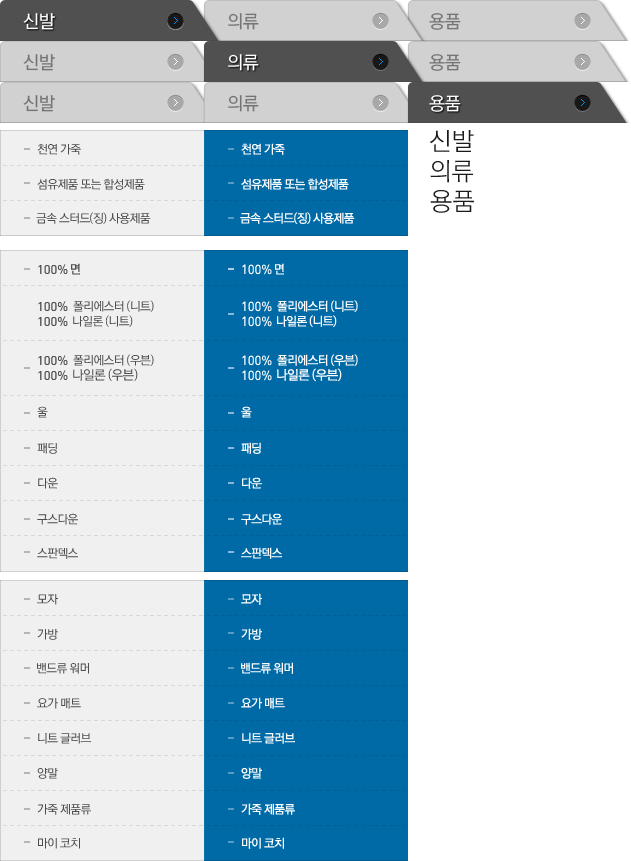 신발 의류 용품
신발 의류 용품
신발 의류 용품
신발
의류
용품
천연 가죽 천연 가죽
섬유제품 또는 합성제품 섬유제품 또는 합성제품
금속 스터드(징) 사용제품 금속 스터드(징) 사용제품
100% 면 100% 면
100% 폴리에스터 (니트) 100% 폴리에스터 (니트)
100% 나일론 (니트) 100% 나일론 (니트)
100% 폴리에스터 (우븐) 100% 폴리에스터 (우븐)
100% 나일론 (우븐) 100% 나일론 (우븐)
울 울
패딩 패딩
다운 다운
구스다운 구스다운
스판덱스 스판덱스
모자 모자
가방 가방
밴드류 워머 밴드류 워머
요가 매트 요가 매트
니트 글러브 니트 글러브
양말 양말
가죽 제품류 가죽 제품류
마이 코치 마이 코치